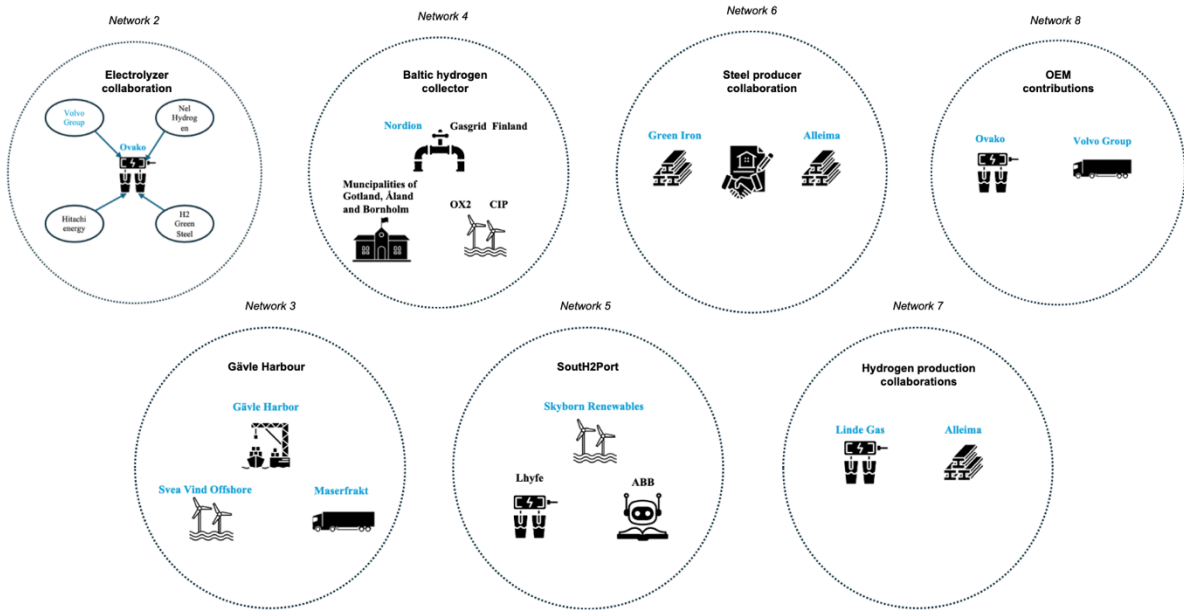 Network 2
Electrolyzer
collaboration
Volvo
Group
Nel
Hydrog
en
Ovako
Hitachi
energy
H2
Green
Steel
Network 4
Baltic hydrogen
collector
Nordion
Gasgrid Finland
Muncipalities of
Gotland, Åland
and Bornholm
OX2 CIP
Network 6
Steel producer
collaboration
Green Iron
Alleima
Network 8
OEM
contributions
Ovako
Volvo Group
Network 3
Gävle Harbour
Gävle Harbor
Svea Vind Offshore
Maserfrakt
Network 5
SoutH2Port
Skyborn Renewables
Lhyfe
ABB
Network 7
Hydrogen production
collaborations
Linde Gas
Alleima